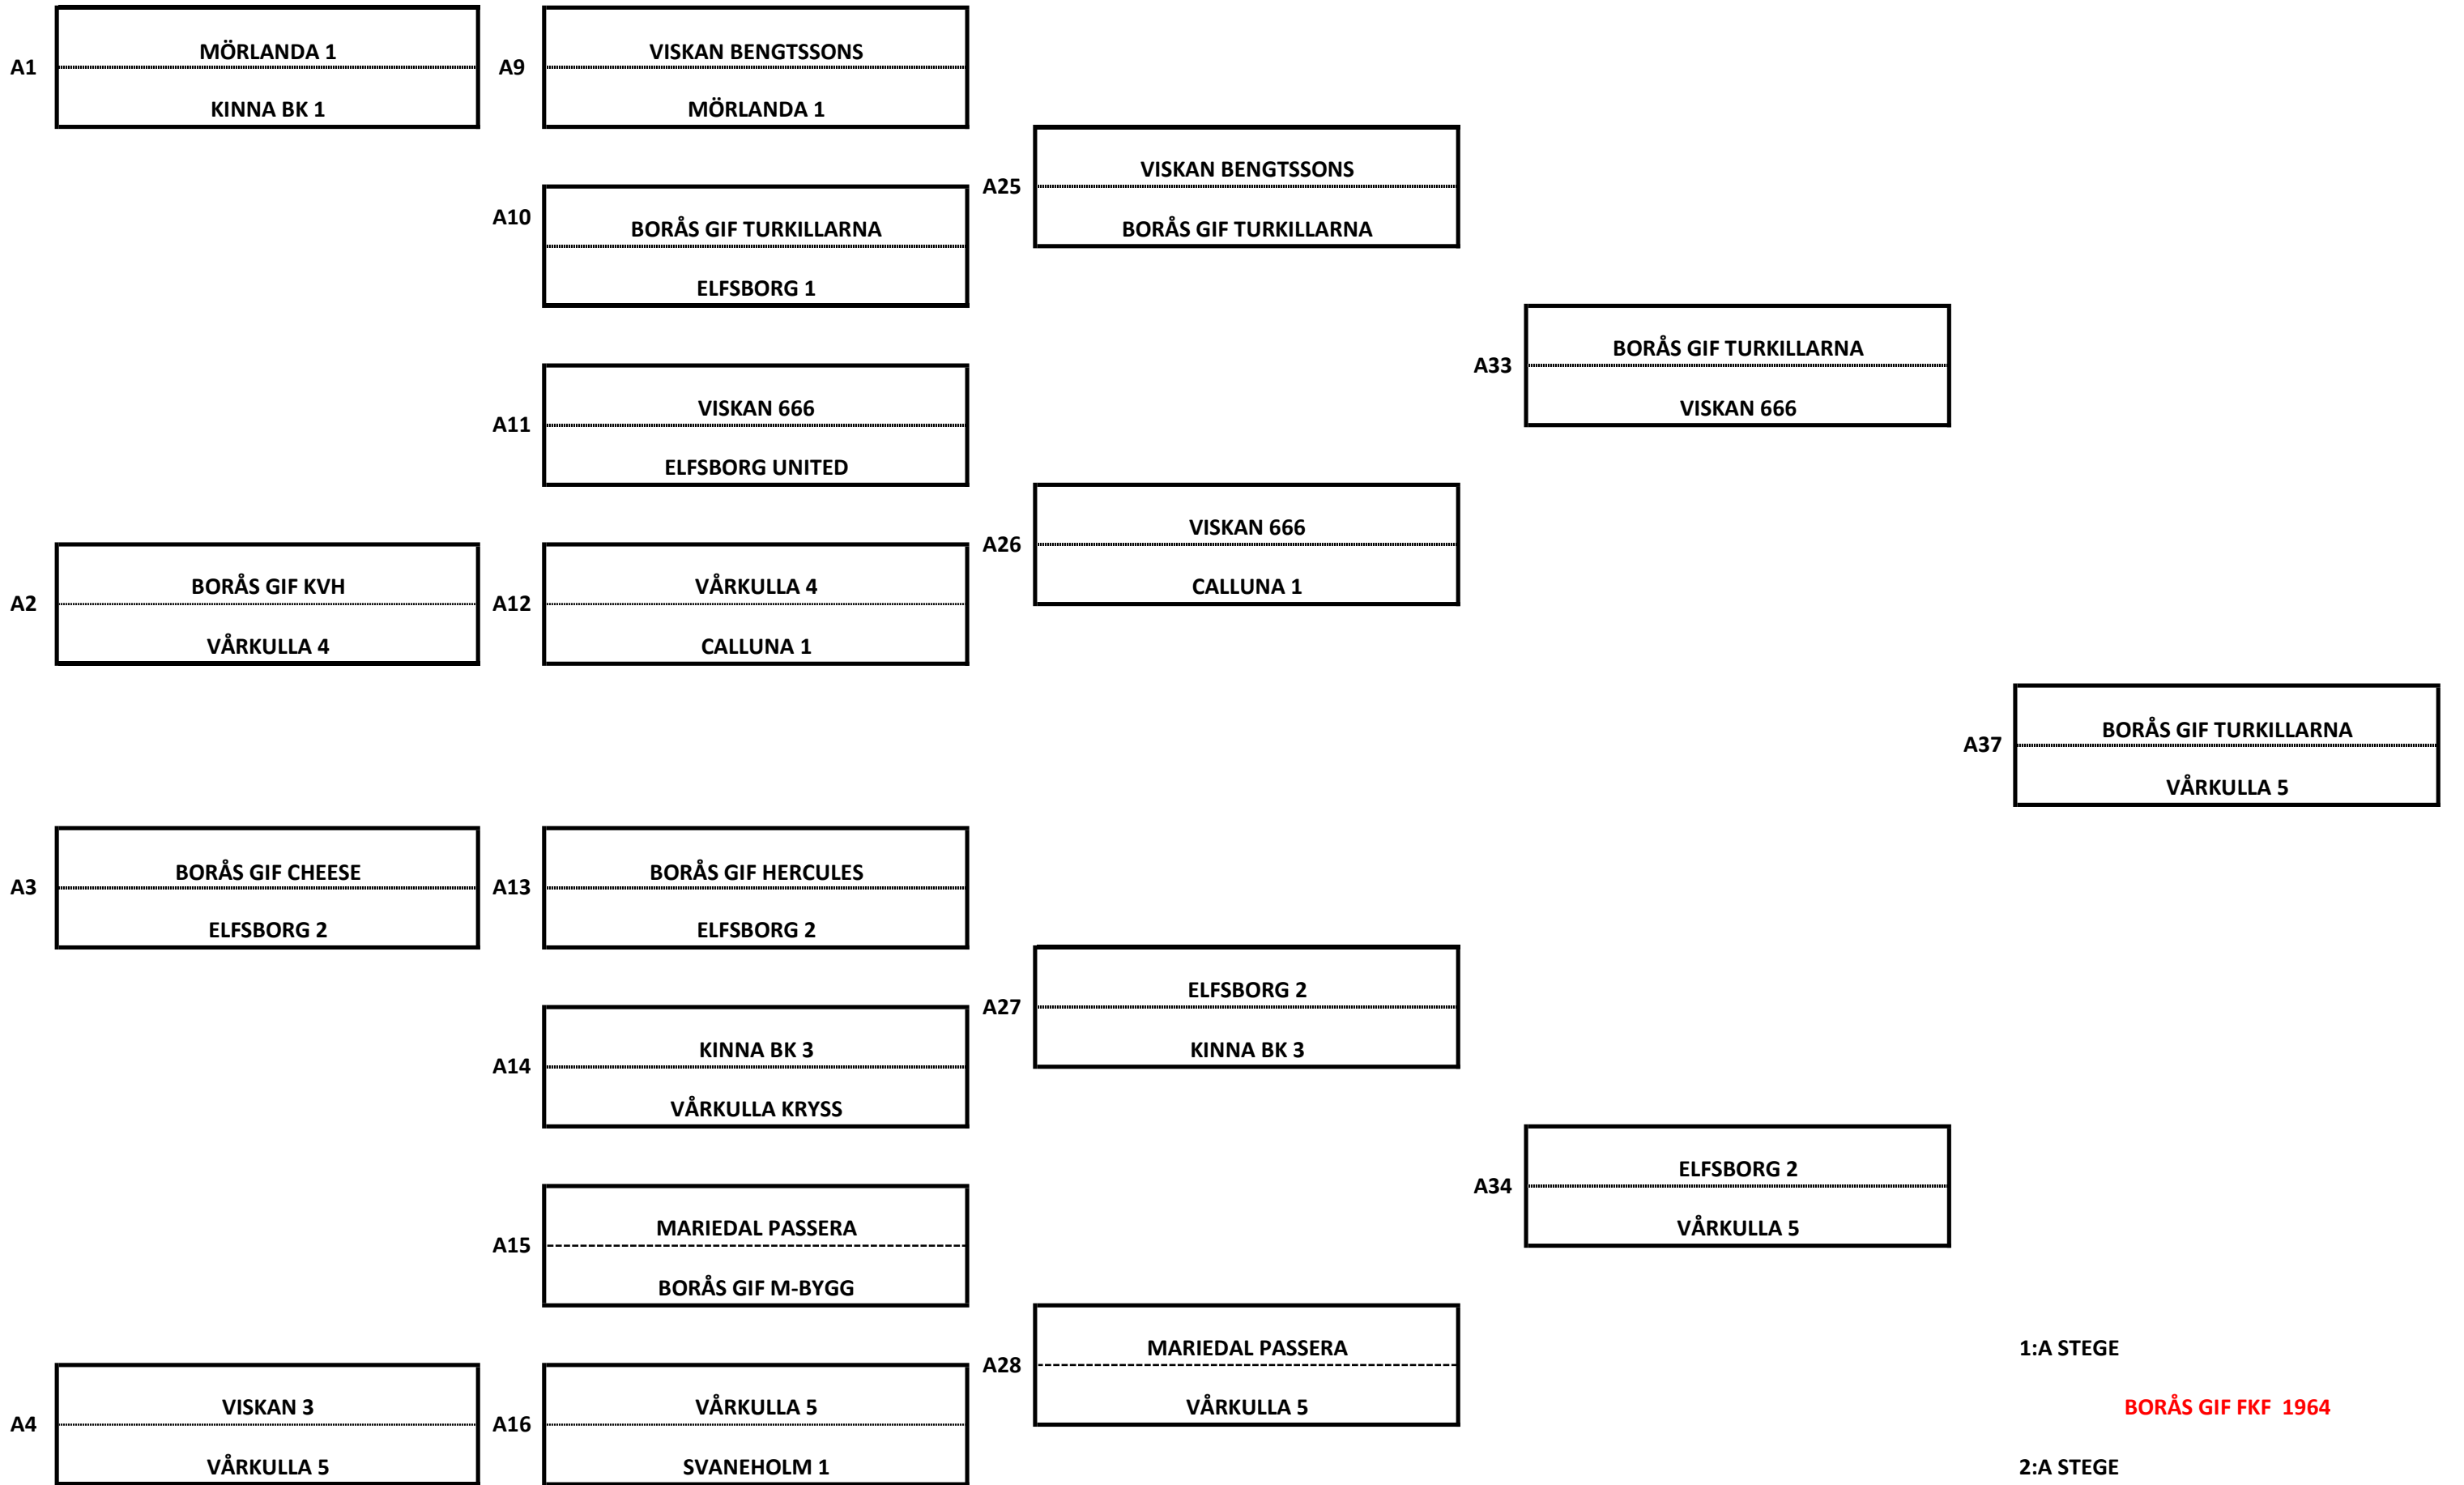 A1
MÖRLANDA 1
KINNA BK 1
A9
VISKAN BENGTSSONS
MÖRLANDA 1
A25
VISKAN BENGTSSONS
BORÅS GIF TURKILLARNA
A10
BORÅS GIF TURKILLARNA
ELFSBORG 1
A33
BORÅS GIF TURKILLARNA
VISKAN 666
A11
VISKAN 666
ELFSBORG UNITED
A26
VISKAN 666
CALLUNA 1
A2
BORÅS GIF KVH
VÅRKULLA 4
A12
VÅRKULLA 4
CALLUNA 1
A37
BORÅS GIF TURKILLARNA
VÅRKULLA 5
A3
BORÅS GIF CHEESE
ELFSBORG 2
A13
BORÅS GIF HERCULES
ELFSBORG 2
A27
ELFSBORG 2
KINNA BK 3
A14
KINNA BK 3
VÅRKULLA KRYSS
A34
ELFSBORG 2
VÅRKULLA 5
A15
MARIEDAL PASSERA
BORÅS GIF M-BYGG
A28
MARIEDAL PASSERA
VÅRKULLA 5
A4
VISKAN 3
VÅRKULLA 5
A16
VÅRKULLA 5
SVANEHOLM 1
1:A STEGE
BORÅS GIF FKF 1964
2:A STEGE